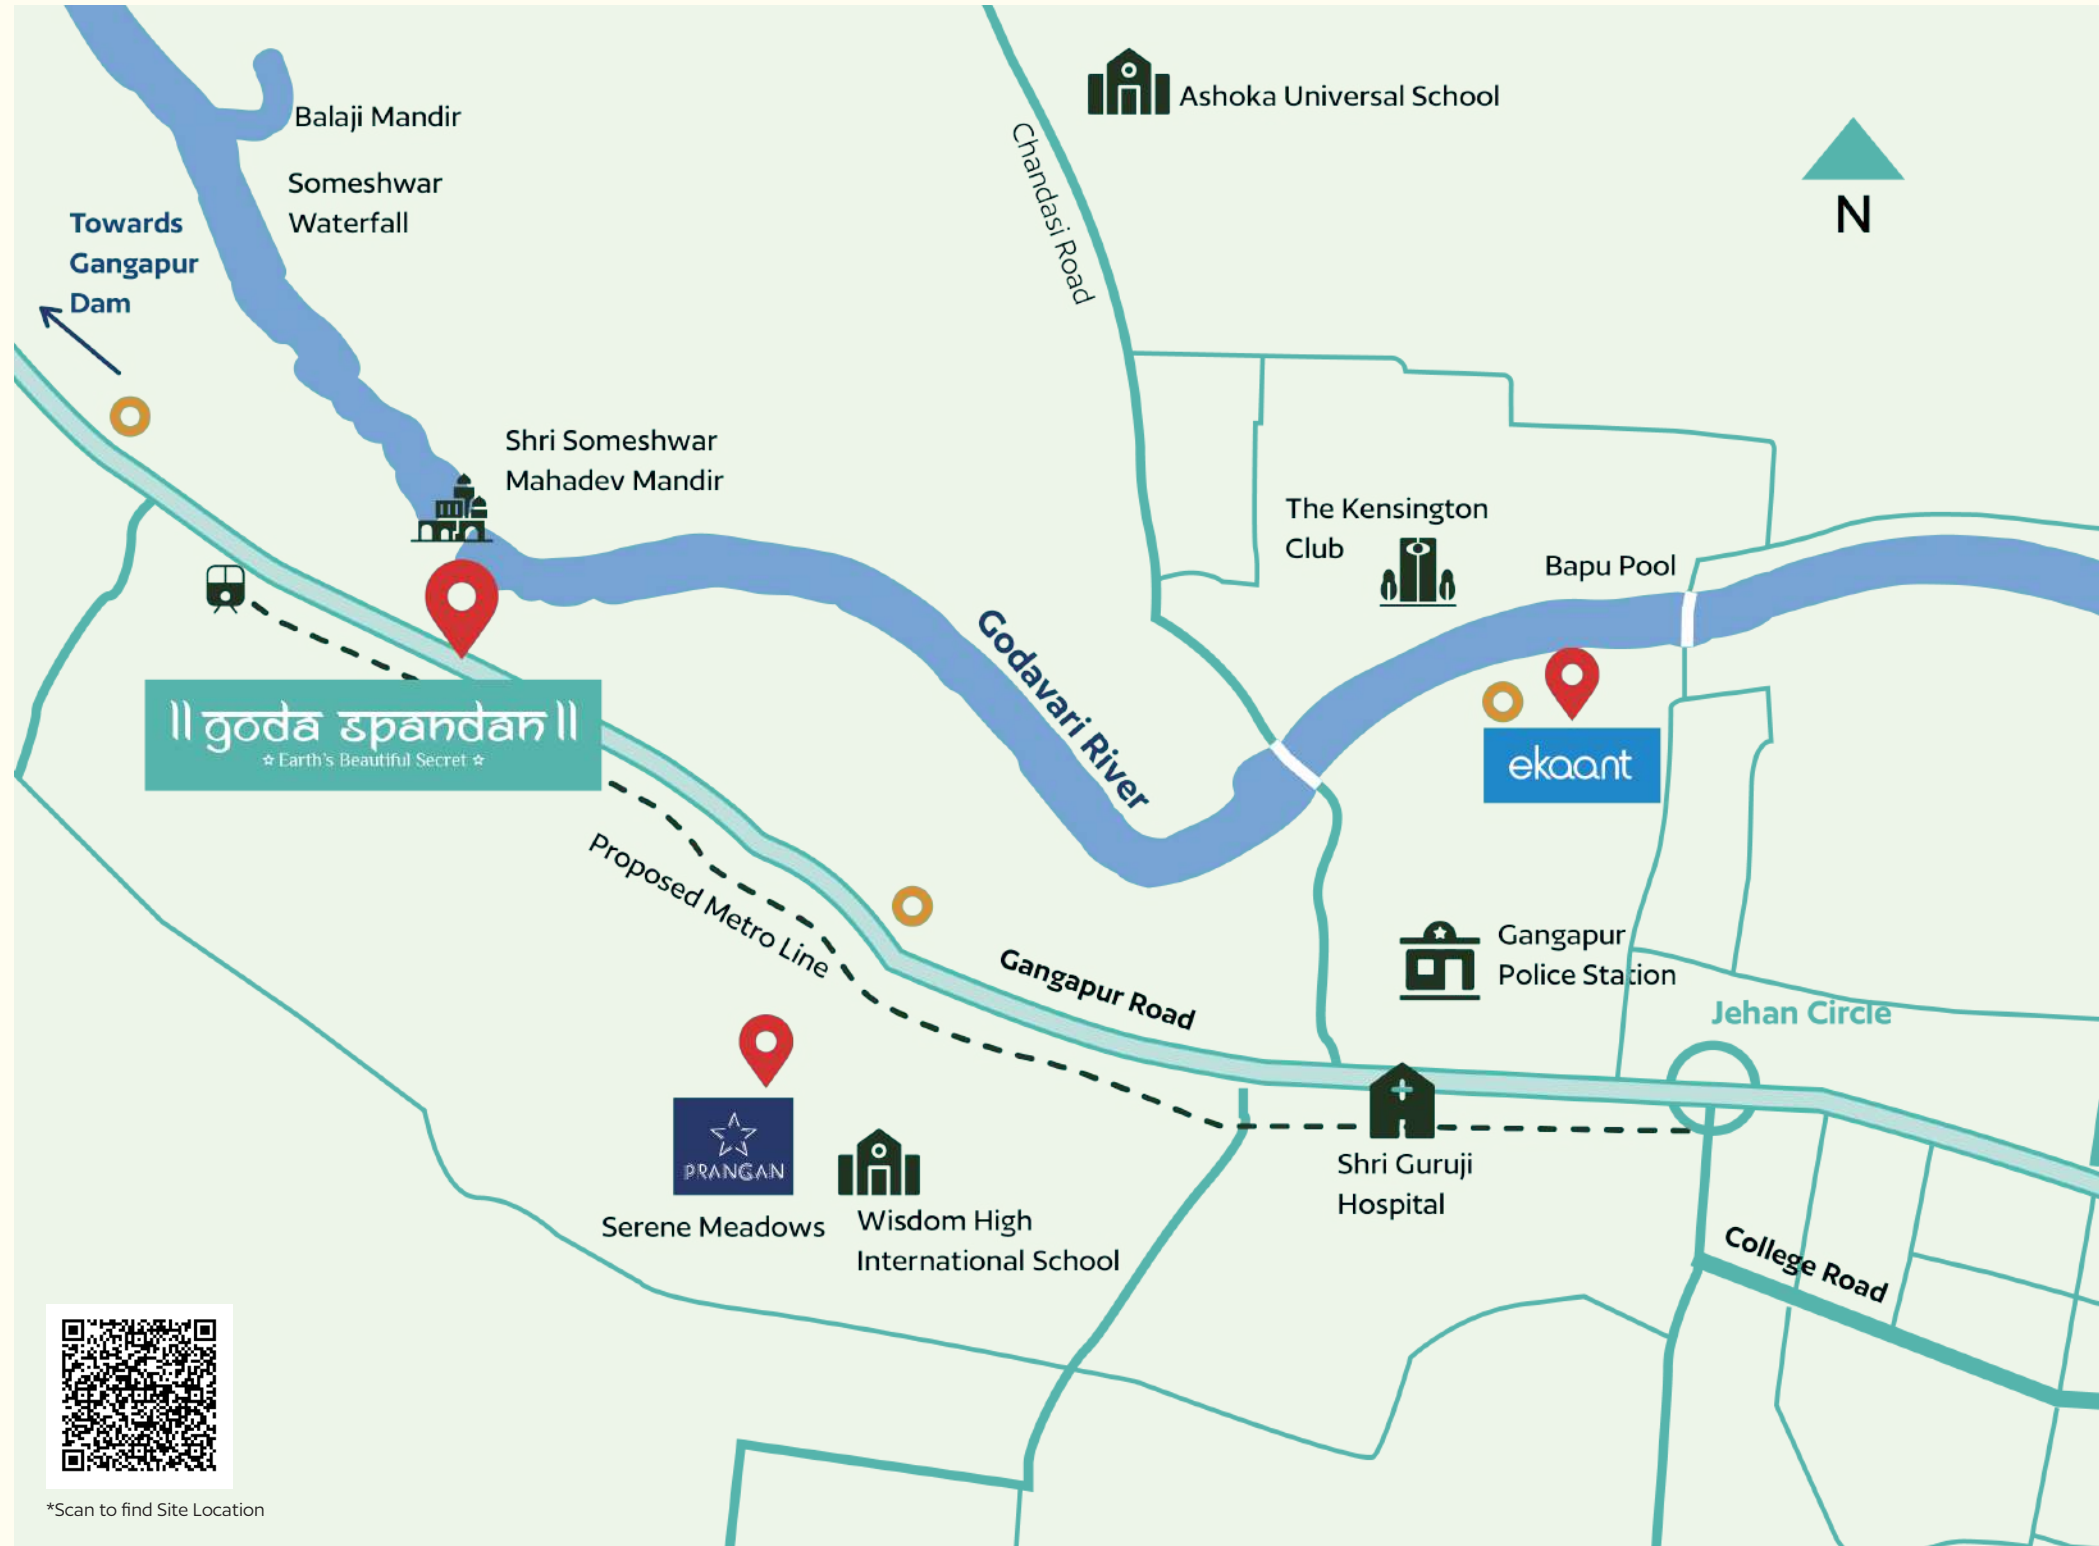 Ashoka Universal School
Balaji Mandir
Chandasi Road
Someshwar
Waterfall
N
Towards
Gangapur
Dam
Shri Someshwar
Mahadev Mandir
The Kensington
Club
Bapu Pool
Godavari River
|| goda spandan ||
☆ Earth's Beautiful Secret ☆
ekaant
Proposed Metro Line
Gangapur Road
Gangapur
Police Station
Jehan Circle
PRANGAN
Serene Meadows
Wisdom High
International School
Shri Guruji
Hospital
College Road
*Scan to find Site Location